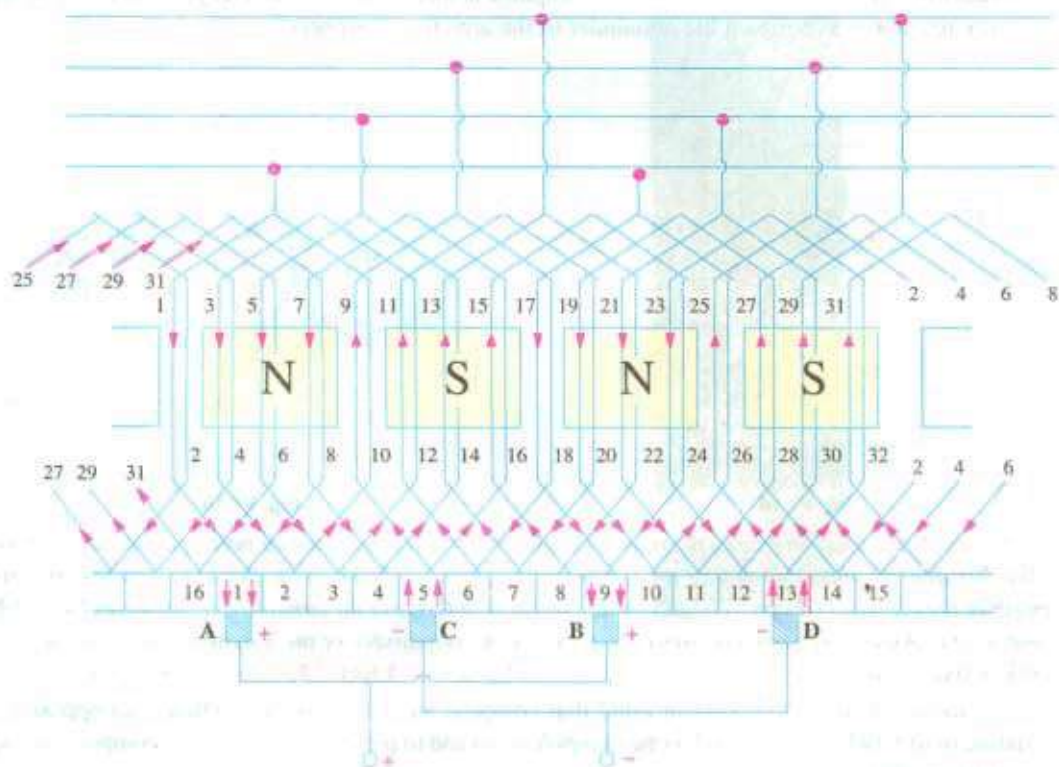 25 27 29 31
1 3 5 7 9 11 13 15 17 19 21 23 25 27 29 31 2 4 6 8
N S N S
2 4 6 8 10 12 14 16 18 20 22 24 26 28 30 32
27 29 31 2 4 6
16 1 2 3 4 5 6 7 8 9 10 11 12 13 14 15
A + − C B + − D
+ −